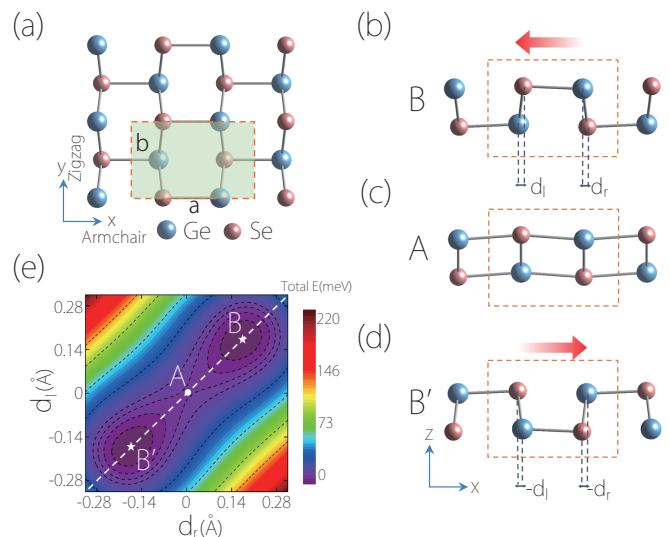 (a)
y
Zigzag
x
Armchair
b
a
Ge
Se
(b)
B
d_l
d_r
(c)
A
(d)
B′
z
x
-d_l
-d_r
(e)
Total E(meV)
220
146
73
0
d_l(Å)
0.28
0.14
0
-0.14
-0.28
B
A
B′
-0.28 -0.14 0 0.14 0.28
d_r(Å)